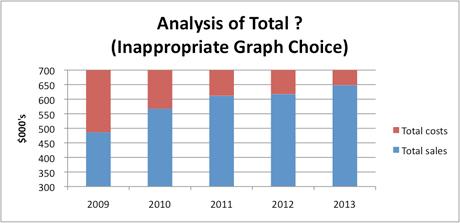 Analysis of Total ?
(Inappropriate Graph Choice)
700
650
600
550
500
450
400
350
300
$000's
2009 2010 2011 2012 2013
Total costs
Total sales